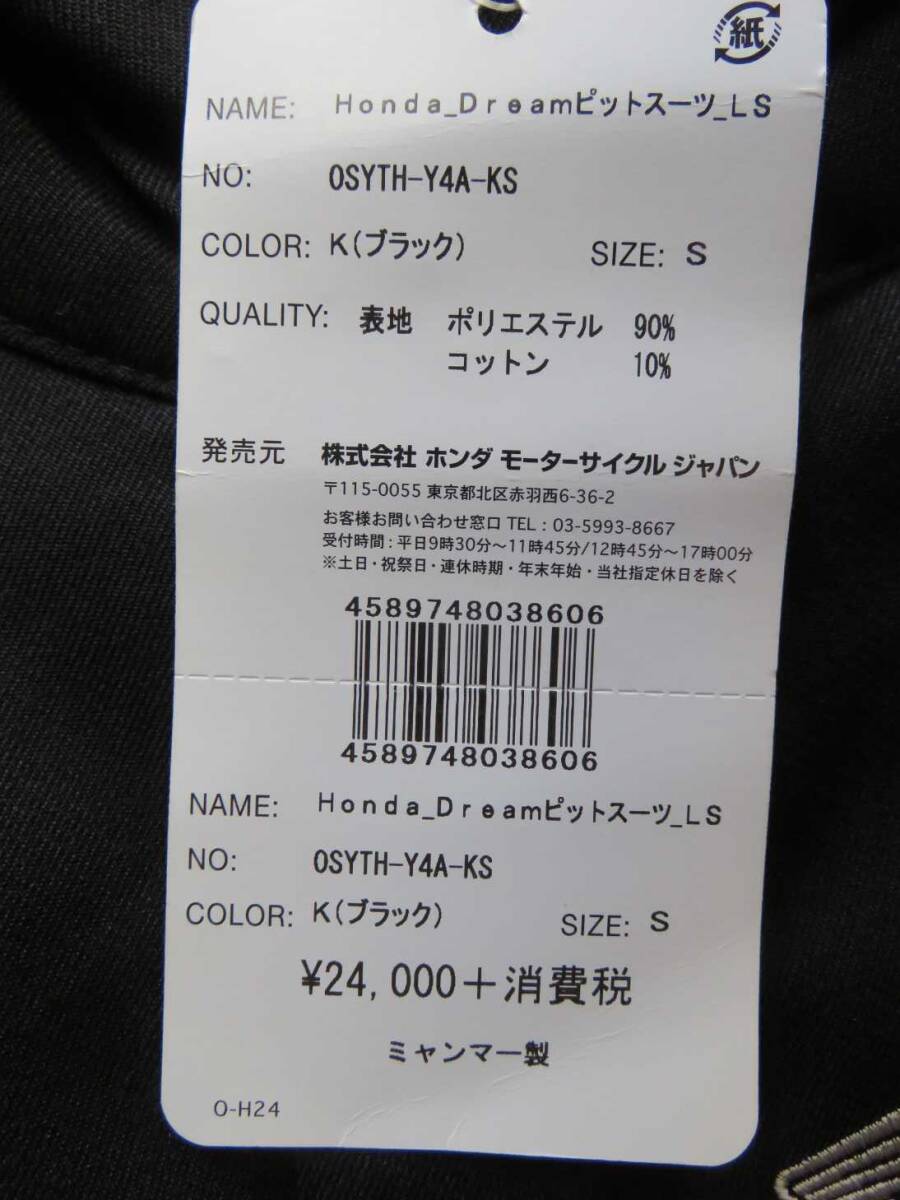 紙
NAME: Honda_Dreamピットスーツ_LS
NO: 0SYTH-Y4A-KS
COLOR: K(ブラック) SIZE: S
QUALITY: 表地 ポリエステル 90%
コットン 10%
発売元 株式会社 ホンダ モーターサイクル ジャパン
〒115-0055 東京都北区赤羽西6-36-2
お客様お問い合わせ窓口 TEL : 03-5993-8667
受付時間 : 平日9時30分～11時45分/12時45分～17時00分
※土日・祝祭日・連休時期・年末年始・当社指定休日を除く
4589748038606
4589748038606
NAME: Honda_Dreamピットスーツ_LS
NO: 0SYTH-Y4A-KS
COLOR: K(ブラック) SIZE: S
¥24,000+消費税
ミャンマー製
O-H24